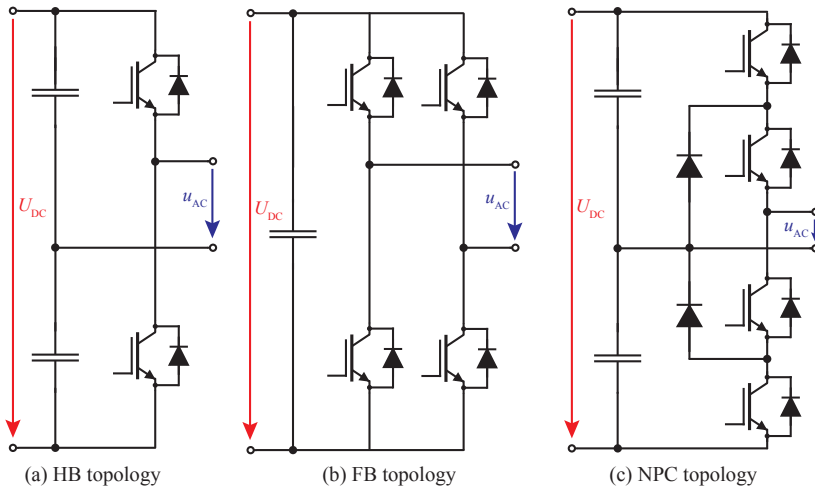 U_DC
u_AC
(a) HB topology
U_DC
u_AC
(b) FB topology
U_DC
u_AC
(c) NPC topology